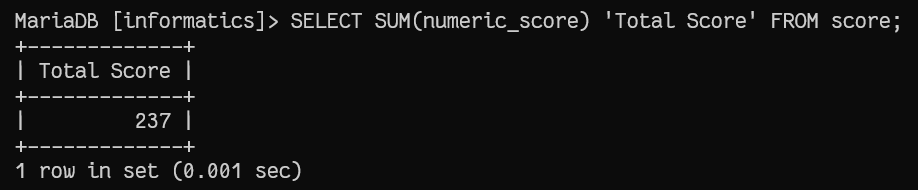 MariaDB [informatics]> SELECT SUM(numeric_score) 'Total Score' FROM score;
+-------------+
| Total Score |
+-------------+
|         237 |
+-------------+
1 row in set (0.001 sec)